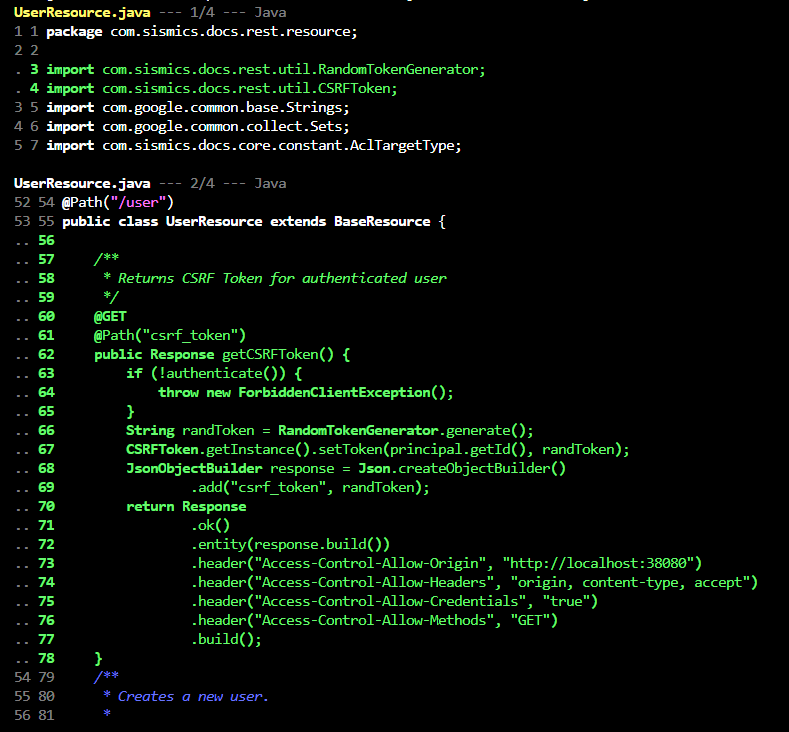 UserResource.java --- 1/4 --- Java
1 1 package com.sismics.docs.rest.resource;
2 2
. 3 import com.sismics.docs.rest.util.RandomTokenGenerator;
. 4 import com.sismics.docs.rest.util.CSRFToken;
3 5 import com.google.common.base.Strings;
4 6 import com.google.common.collect.Sets;
5 7 import com.sismics.docs.core.constant.AclTargetType;
UserResource.java --- 2/4 --- Java
52 54 @Path("/user")
53 55 public class UserResource extends BaseResource {
.. 56
.. 57     /**
.. 58      * Returns CSRF Token for authenticated user
.. 59      */
.. 60     @GET
.. 61     @Path("csrf_token")
.. 62     public Response getCSRFToken() {
.. 63         if (!authenticate()) {
.. 64             throw new ForbiddenClientException();
.. 65         }
.. 66         String randToken = RandomTokenGenerator.generate();
.. 67         CSRFToken.getInstance().setToken(principal.getId(), randToken);
.. 68         JsonObjectBuilder response = Json.createObjectBuilder()
.. 69                 .add("csrf_token", randToken);
.. 70         return Response
.. 71                 .ok()
.. 72                 .entity(response.build())
.. 73                 .header("Access-Control-Allow-Origin", "http://localhost:38080")
.. 74                 .header("Access-Control-Allow-Headers", "origin, content-type, accept")
.. 75                 .header("Access-Control-Allow-Credentials", "true")
.. 76                 .header("Access-Control-Allow-Methods", "GET")
.. 77                 .build();
.. 78     }
54 79     /**
55 80      * Creates a new user.
56 81      *